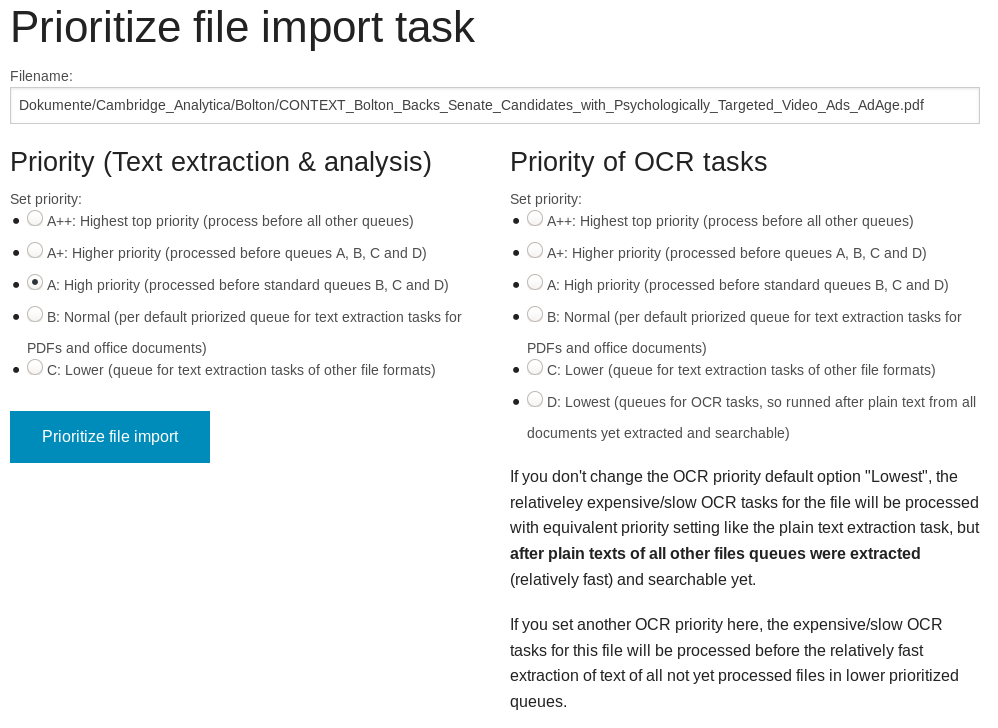 Prioritize file import task
Filename:
Dokumente/Cambridge_Analytica/Bolton/CONTEXT_Bolton_Backs_Senate_Candidates_with_Psychologically_Targeted_Video_Ads_AdAge.pdf
Priority (Text extraction & analysis)
Set priority:
A++: Highest top priority (process before all other queues)
A+: Higher priority (processed before queues A, B, C and D)
A: High priority (processed before standard queues B, C and D)
B: Normal (per default priorized queue for text extraction tasks for
PDFs and office documents)
C: Lower (queue for text extraction tasks of other file formats)
Prioritize file import
Priority of OCR tasks
Set priority:
A++: Highest top priority (process before all other queues)
A+: Higher priority (processed before queues A, B, C and D)
A: High priority (processed before standard queues B, C and D)
B: Normal (per default priorized queue for text extraction tasks for
PDFs and office documents)
C: Lower (queue for text extraction tasks of other file formats)
D: Lowest (queues for OCR tasks, so runned after plain text from all
documents yet extracted and searchable)
If you don't change the OCR priority default option "Lowest", the
relativeley expensive/slow OCR tasks for the file will be processed
with equivalent priority setting like the plain text extraction task, but
after plain texts of all other files queues were extracted
(relatively fast) and searchable yet.
If you set another OCR priority here, the expensive/slow OCR
tasks for this file will be processed before the relatively fast
extraction of text of all not yet processed files in lower prioritized
queues.